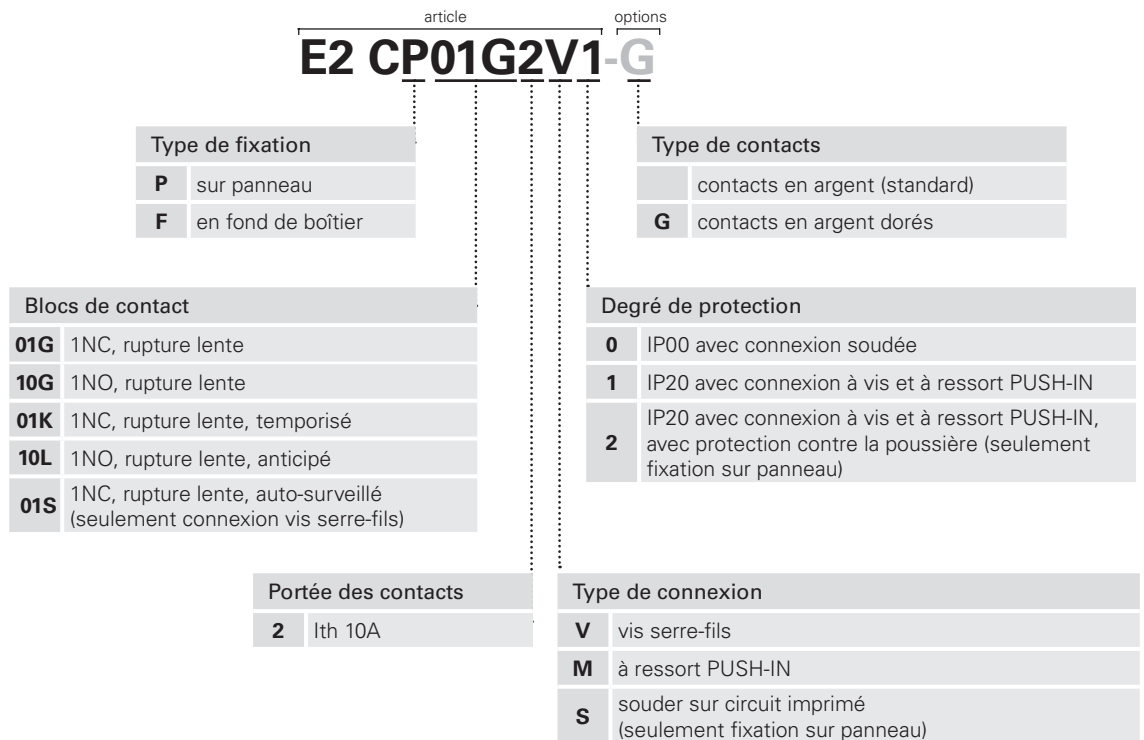 article
options
E2 CP01G2V1-G
Type de fixation
P sur panneau
F en fond de boîtier
Type de contacts
contacts en argent (standard)
G contacts en argent dorés
Blocs de contact
01G 1NC, rupture lente
10G 1NO, rupture lente
01K 1NC, rupture lente, temporisé
10L 1NO, rupture lente, anticipé
01S 1NC, rupture lente, auto-surveillé
(seulement connexion vis serre-fils)
Degré de protection
0 IP00 avec connexion soudée
1 IP20 avec connexion à vis et à ressort PUSH-IN
2 IP20 avec connexion à vis et à ressort PUSH-IN,
avec protection contre la poussière (seulement
fixation sur panneau)
Portée des contacts
2 Ith 10A
Type de connexion
V vis serre-fils
M à ressort PUSH-IN
S souder sur circuit imprimé
(seulement fixation sur panneau)